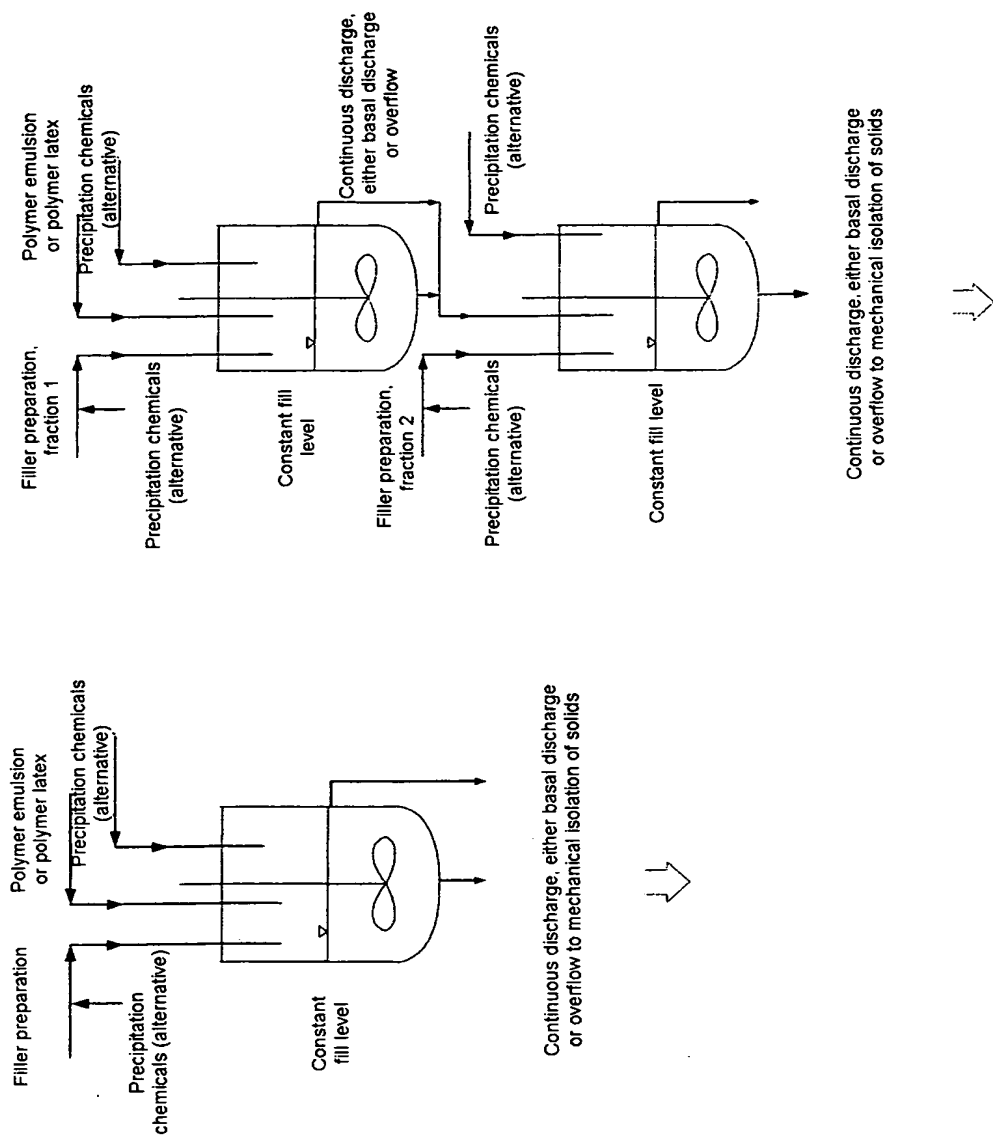 Filler preparation
Precipitation
chemicals (alternative)
Polymer emulsion
or polymer latex
Precipitation chemicals
(alternative)
Constant
fill level
Continuous discharge, either basal discharge
or overflow to mechanical isolation of solids
Filler preparation,
fraction 1
Precipitation chemicals
(alternative)
Polymer emulsion
or polymer latex
Precipitation chemicals
(alternative)
Constant fill
level
Continuous discharge,
either basal discharge
or overflow
Filler preparation,
fraction 2
Precipitation chemicals
(alternative)
Precipitation chemicals
(alternative)
Constant fill level
Continuous discharge, either basal discharge
or overflow to mechanical isolation of solids